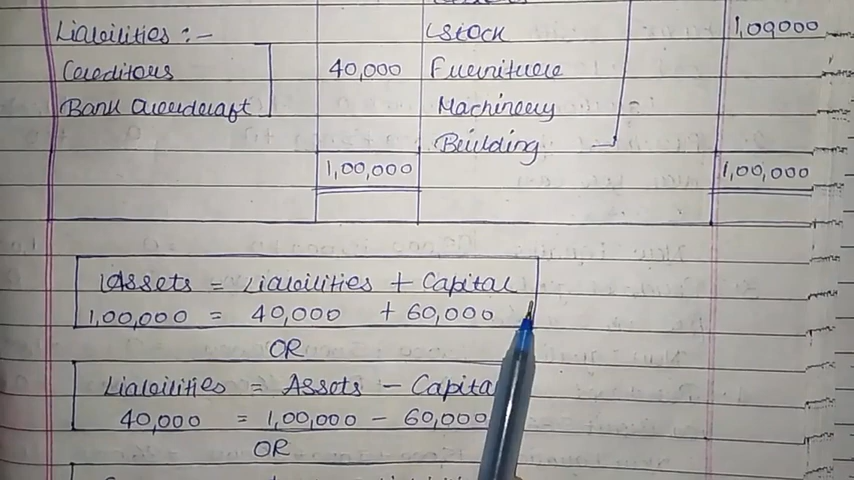 Liabilities :- Stock 1,09000
Creditors 40,000 Furniture
Bank Overdraft Machinery
Building
1,00,000 1,00,000
Assets = Liabilities + Capital
1,00,000 = 40,000 + 60,000
OR
Liabilities = Assets - Capita
40,000 = 1,00,000 - 60,000
OR